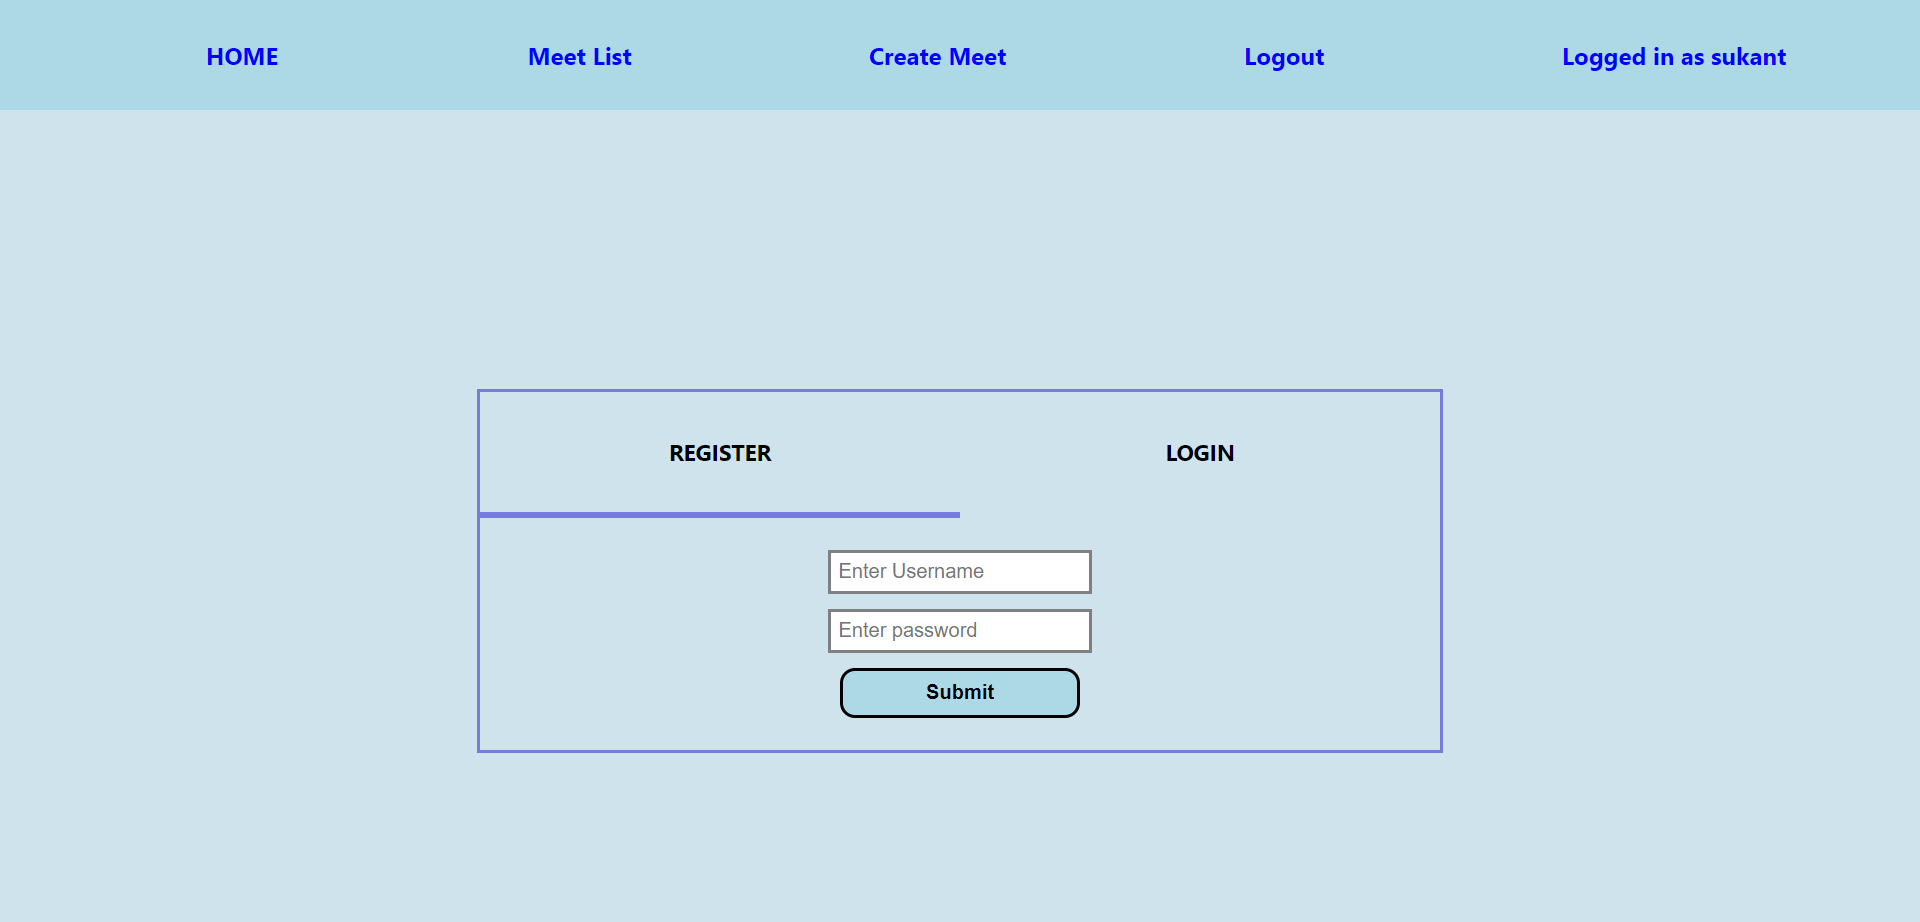 HOME Meet List Create Meet Logout Logged in as sukant
REGISTER LOGIN
Enter Username
Enter password
Submit